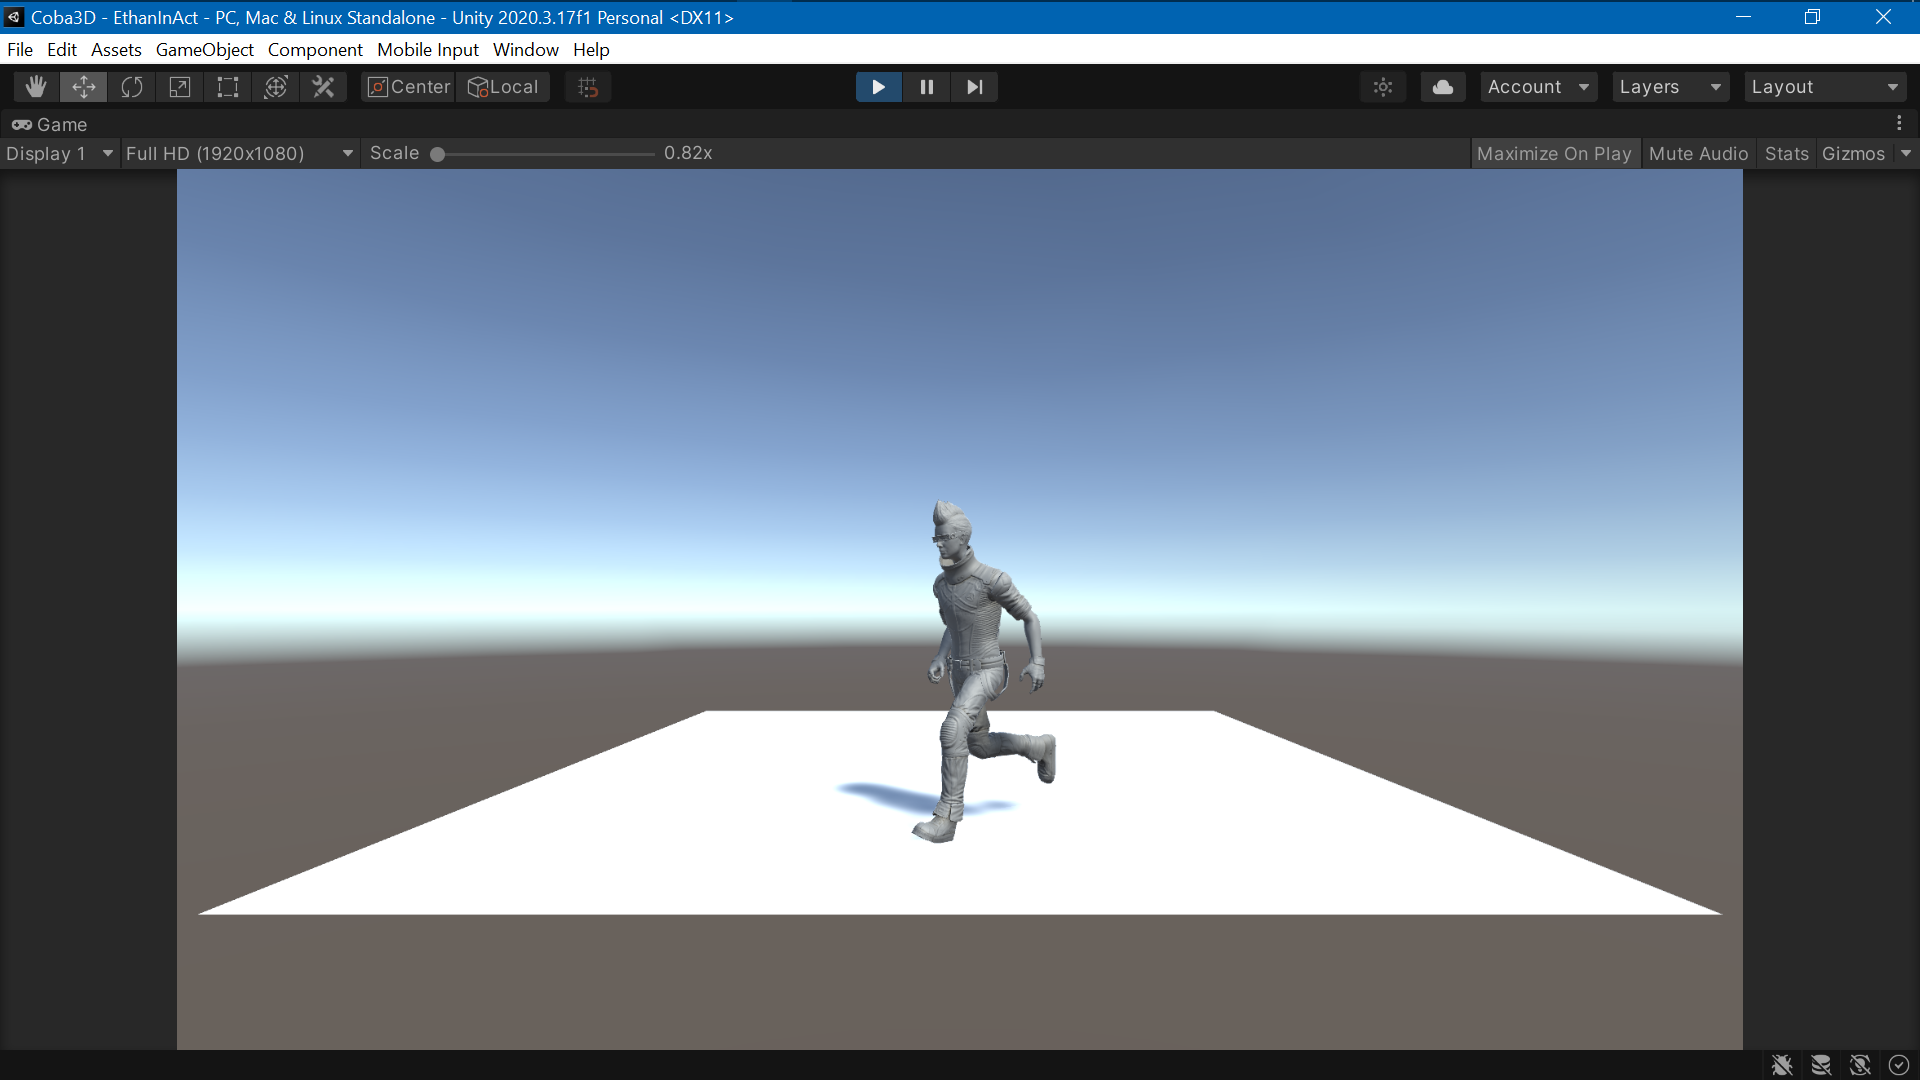 Coba3D - EthanInAct - PC, Mac & Linux Standalone - Unity 2020.3.17f1 Personal <DX11>
File Edit Assets GameObject Component Mobile Input Window Help
Center Local Account Layers Layout
Game
Display 1 Full HD (1920x1080) Scale 0.82x Maximize On Play Mute Audio Stats Gizmos